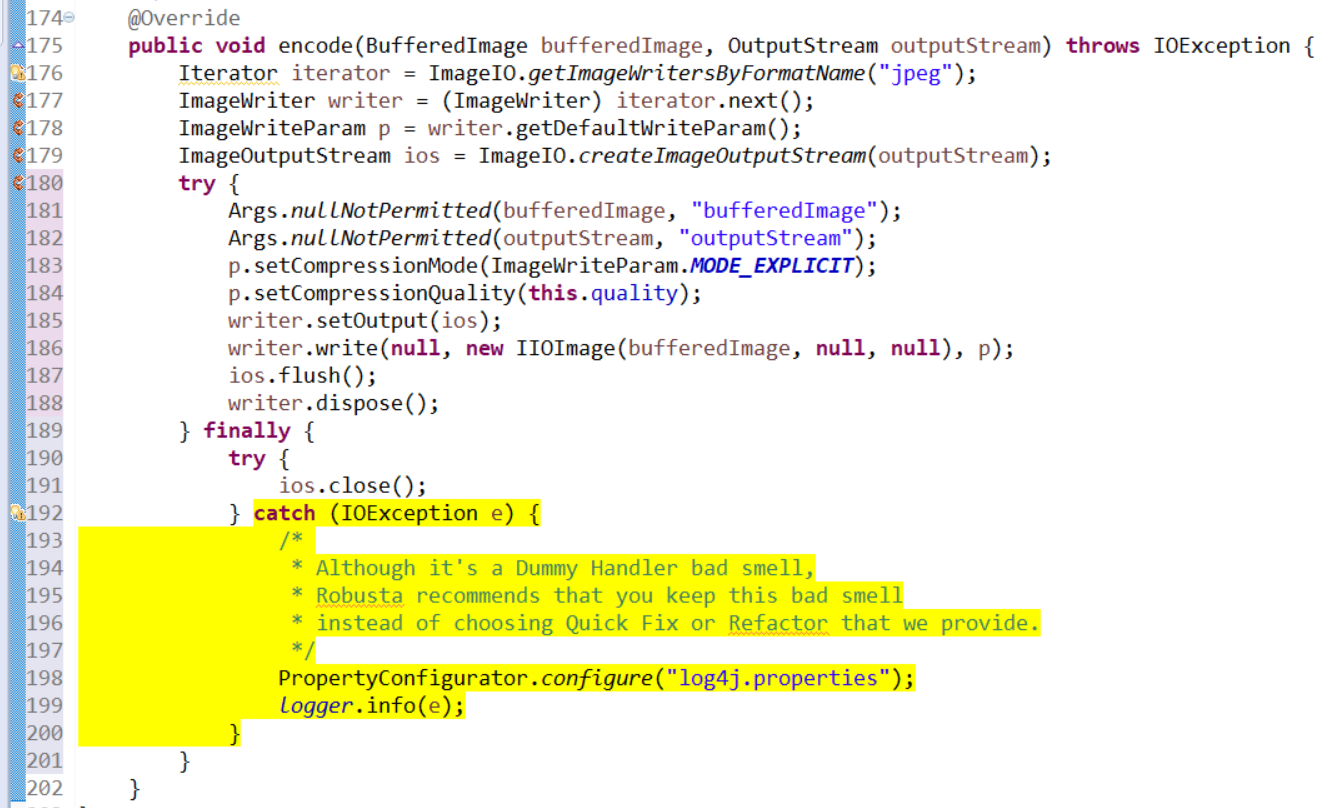 174 @Override
175 public void encode(BufferedImage bufferedImage, OutputStream outputStream) throws IOException {
176 Iterator iterator = ImageIO.getImageWritersByFormatName("jpeg");
177 ImageWriter writer = (ImageWriter) iterator.next();
178 ImageWriteParam p = writer.getDefaultWriteParam();
179 ImageOutputStream ios = ImageIO.createImageOutputStream(outputStream);
180 try {
181 Args.nullNotPermitted(bufferedImage, "bufferedImage");
182 Args.nullNotPermitted(outputStream, "outputStream");
183 p.setCompressionMode(ImageWriteParam.MODE_EXPLICIT);
184 p.setCompressionQuality(this.quality);
185 writer.setOutput(ios);
186 writer.write(null, new IIOImage(bufferedImage, null, null), p);
187 ios.flush();
188 writer.dispose();
189 } finally {
190 try {
191 ios.close();
192 } catch (IOException e) {
193 /*
194 * Although it's a Dummy Handler bad smell,
195 * Robusta recommends that you keep this bad smell
196 * instead of choosing Quick Fix or Refactor that we provide.
197 */
198 PropertyConfigurator.configure("log4j.properties");
199 logger.info(e);
200 }
201 }
202 }